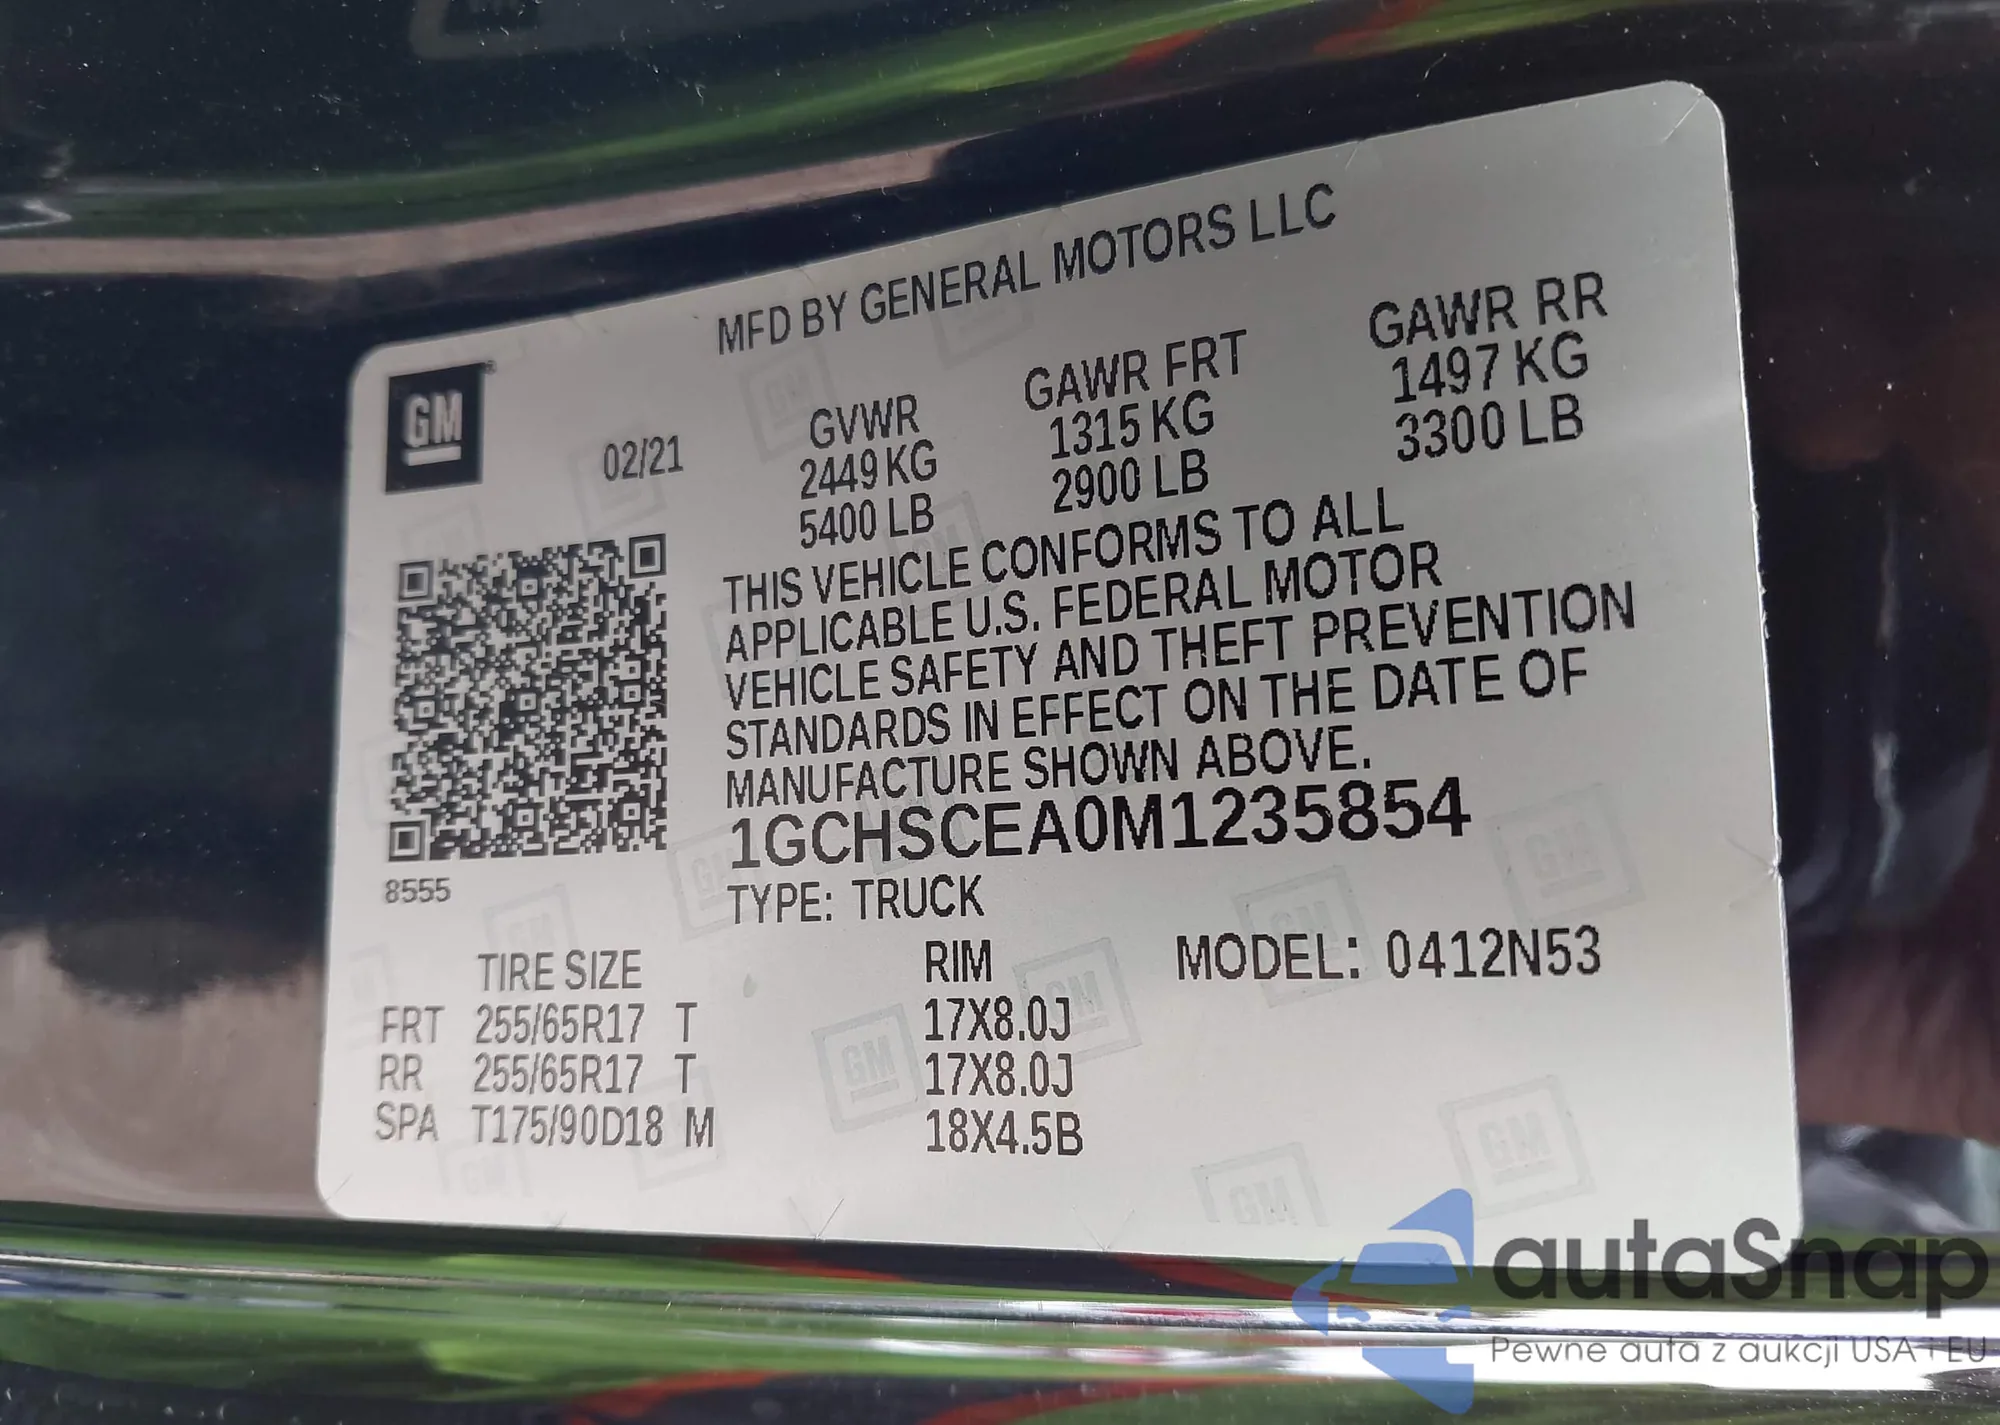 MFD BY GENERAL MOTORS LLC
GM
02/21
GVWR GAWR FRT GAWR RR
2449 KG 1315 KG 1497 KG
5400 LB 2900 LB 3300 LB
THIS VEHICLE CONFORMS TO ALL
APPLICABLE U.S. FEDERAL MOTOR
VEHICLE SAFETY AND THEFT PREVENTION
STANDARDS IN EFFECT ON THE DATE OF
MANUFACTURE SHOWN ABOVE.
1GCHSCEA0M1235854
8555
TYPE: TRUCK
TIRE SIZE RIM MODEL: 0412N53
FRT 255/65R17 T 17X8.0J
RR 255/65R17 T 17X8.0J
SPA T175/90D18 M 18X4.5B
autaSnap
Pewne auta z aukcji USA i EU